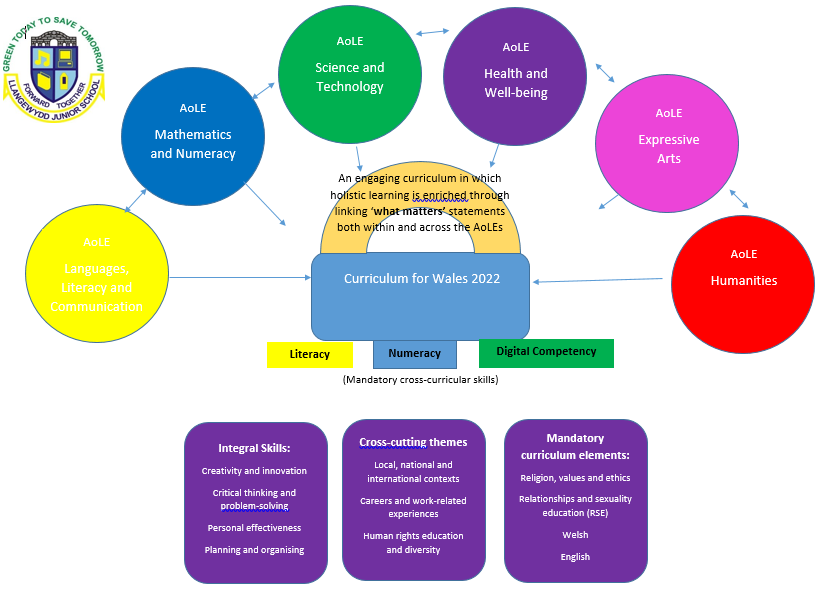 GREEN TODAY TO SAVE TOMORROW
FORWARD TOGETHER
LLANGEWYDD JUNIOR SCHOOL
AoLE
Science and
Technology
AoLE
Health and
Well-being
AoLE
Mathematics
and Numeracy
AoLE
Expressive
Arts
An engaging curriculum in which
holistic learning is enriched through
linking ‘what matters’ statements
both within and across the AoLEs
AoLE
Languages,
Literacy and
Communication
AoLE
Humanities
Curriculum for Wales 2022
Literacy
Numeracy
Digital Competency
(Mandatory cross-curricular skills)
Integral Skills:
Creativity and innovation
Critical thinking and
problem-solving
Personal effectiveness
Planning and organising
Cross-cutting themes
Local, national and
international contexts
Careers and work-related
experiences
Human rights education
and diversity
Mandatory
curriculum elements:
Religion, values and ethics
Relationships and sexuality
education (RSE)
Welsh
English